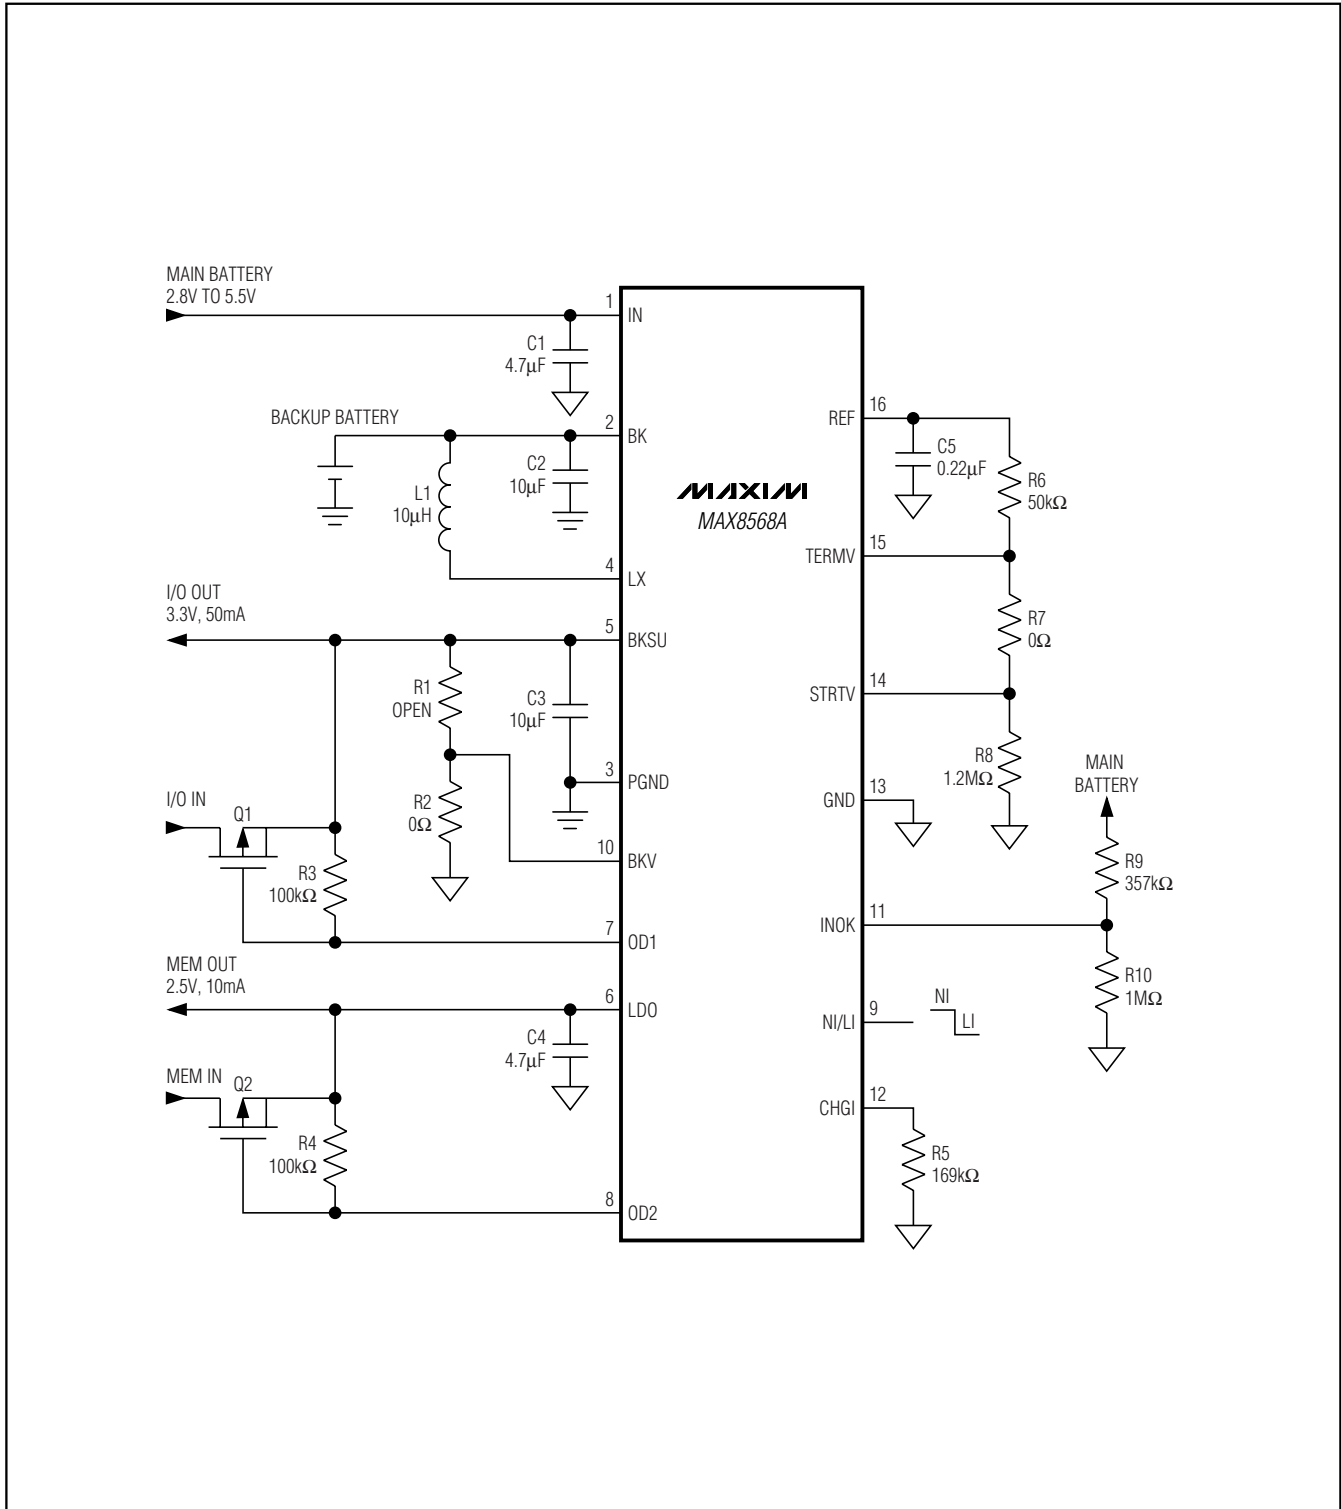 MAIN BATTERY
2.8V TO 5.5V
1
IN
C1
4.7µF
BACKUP BATTERY
2
BK
C2
10µF
L1
10µH
4
LX
I/O OUT
3.3V, 50mA
5
BKSU
R1
OPEN
C3
10µF
3
PGND
I/O IN
Q1
R2
0Ω
10
BKV
R3
100kΩ
7
OD1
MEM OUT
2.5V, 10mA
6
LDO
C4
4.7µF
MEM IN
Q2
R4
100kΩ
8
OD2
MAXIM
MAX8568A
REF
16
C5
0.22µF
R6
50kΩ
TERMV
15
R7
0Ω
STRTV
14
R8
1.2MΩ
MAIN
BATTERY
GND
13
R9
357kΩ
INOK
11
R10
1MΩ
NI/LI
9
NI
LI
CHGI
12
R5
169kΩ